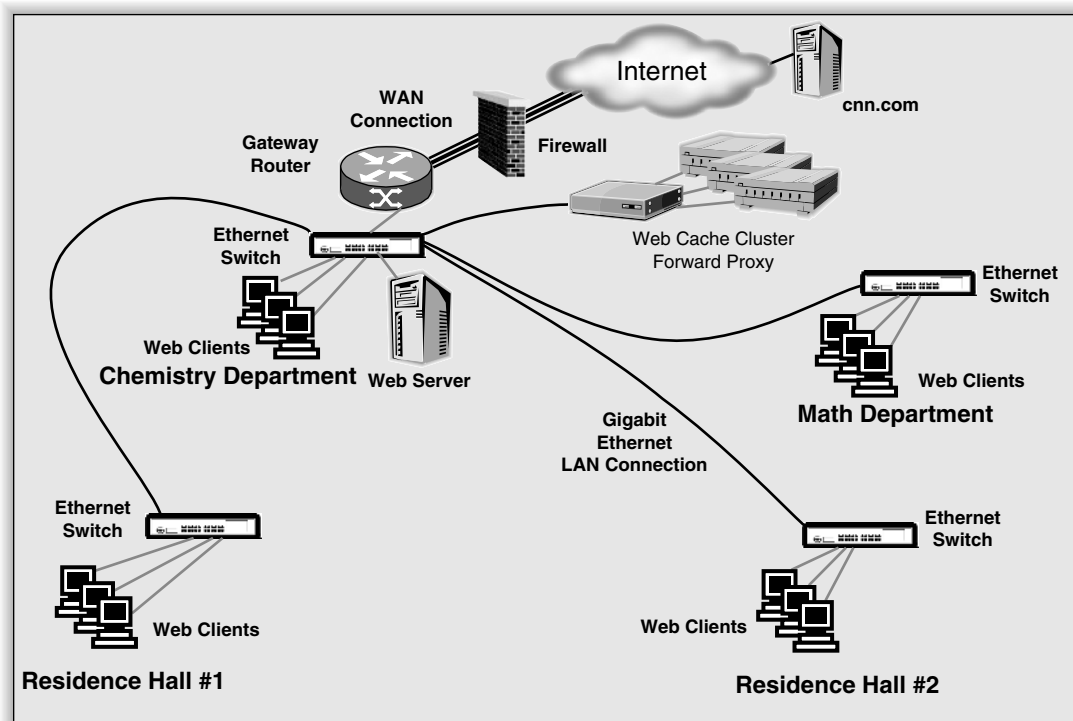 Internet
cnn.com
WAN
Connection
Gateway
Router
Firewall
Web Cache Cluster
Forward Proxy
Ethernet
Switch
Ethernet
Switch
Web Clients
Chemistry Department
Web Server
Web Clients
Math Department
Gigabit
Ethernet
LAN Connection
Ethernet
Switch
Ethernet
Switch
Web Clients
Web Clients
Residence Hall #1
Residence Hall #2